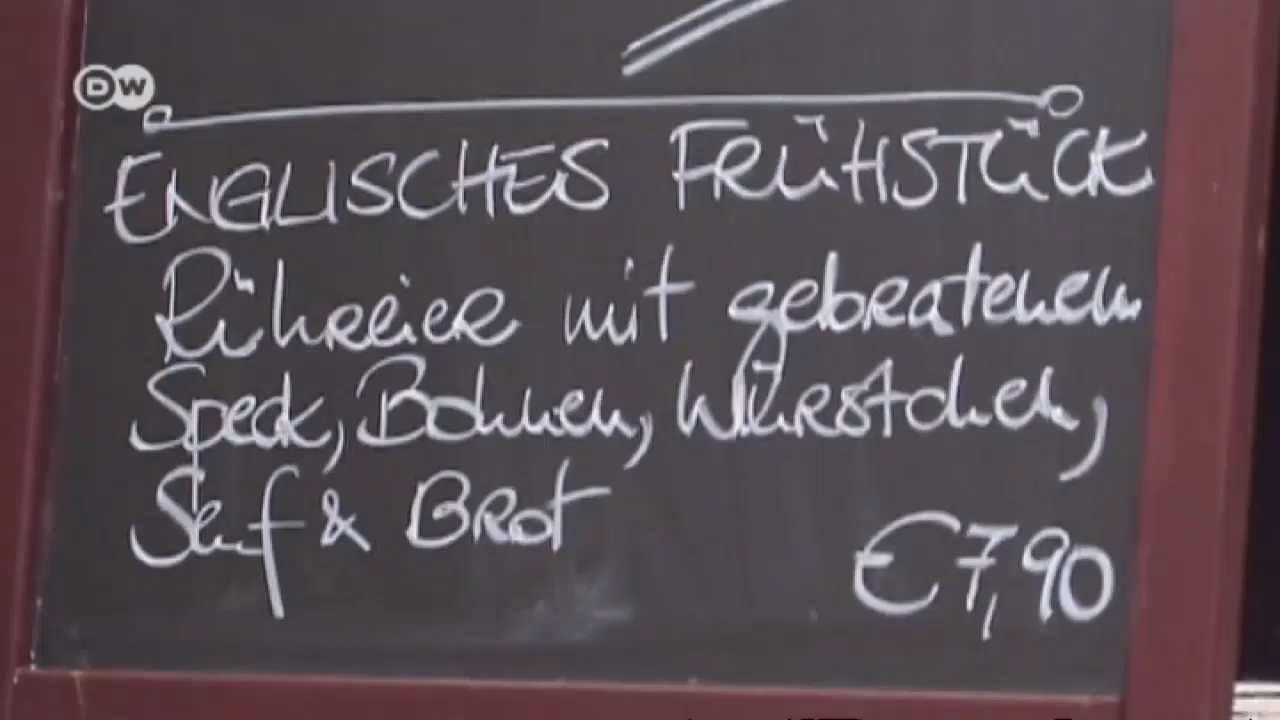 DW
ENGLISCHES FRÜHSTÜCK
Rühreier mit gebratenem
Speck, Bohnen, Würstchen,
Senf & Brot
€7,90